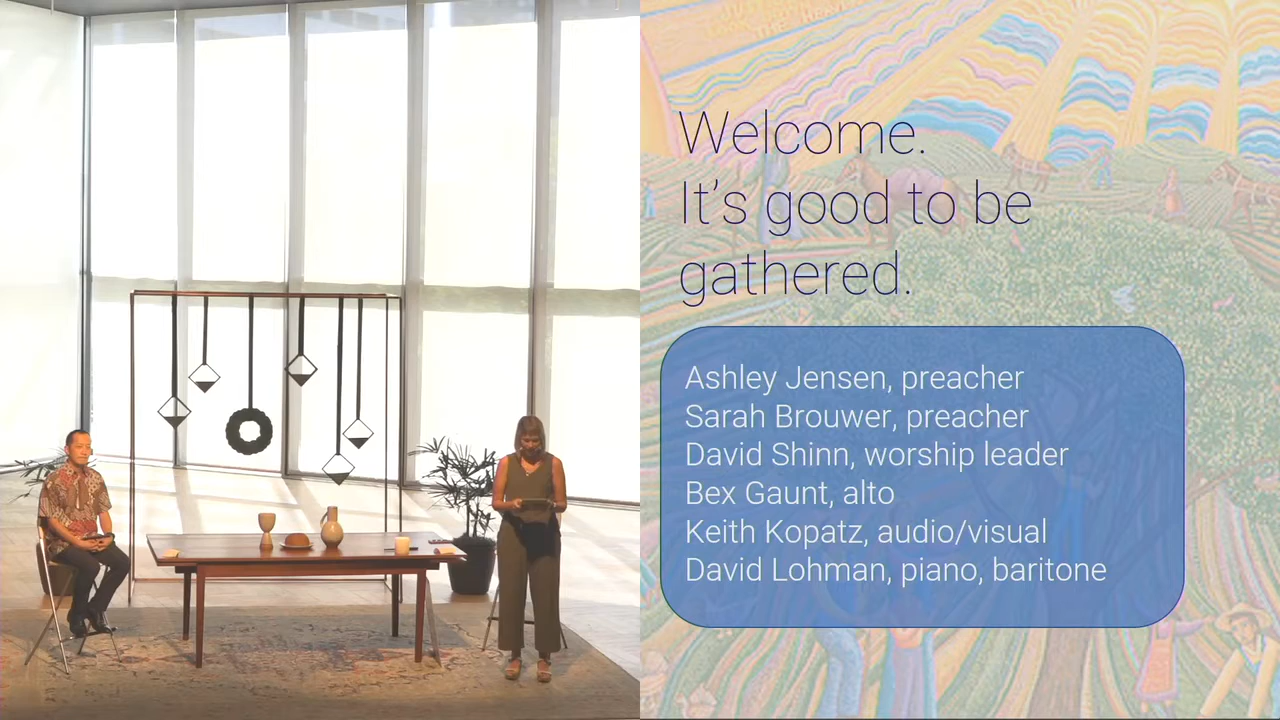 Welcome.
It's good to be
gathered.
Ashley Jensen, preacher
Sarah Brouwer, preacher
David Shinn, worship leader
Bex Gaunt, alto
Keith Kopatz, audio/visual
David Lohman, piano, baritone